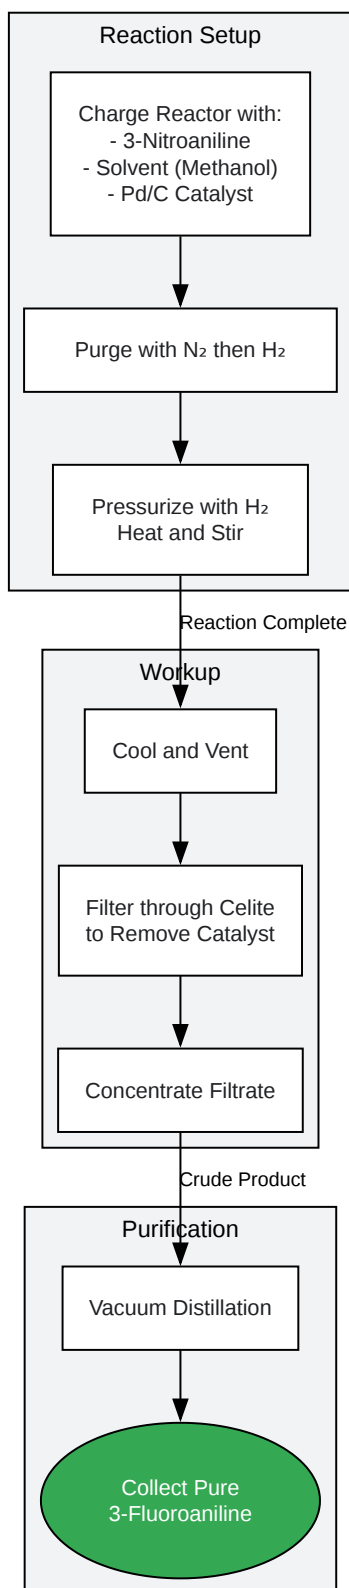 Reaction Setup
Charge Reactor with:
- 3-Nitroaniline
- Solvent (Methanol)
- Pd/C Catalyst
Purge with N₂ then H₂
Pressurize with H₂
Heat and Stir
Reaction Complete
Workup
Cool and Vent
Filter through Celite
to Remove Catalyst
Concentrate Filtrate
Crude Product
Purification
Vacuum Distillation
Collect Pure
3-Fluoroaniline